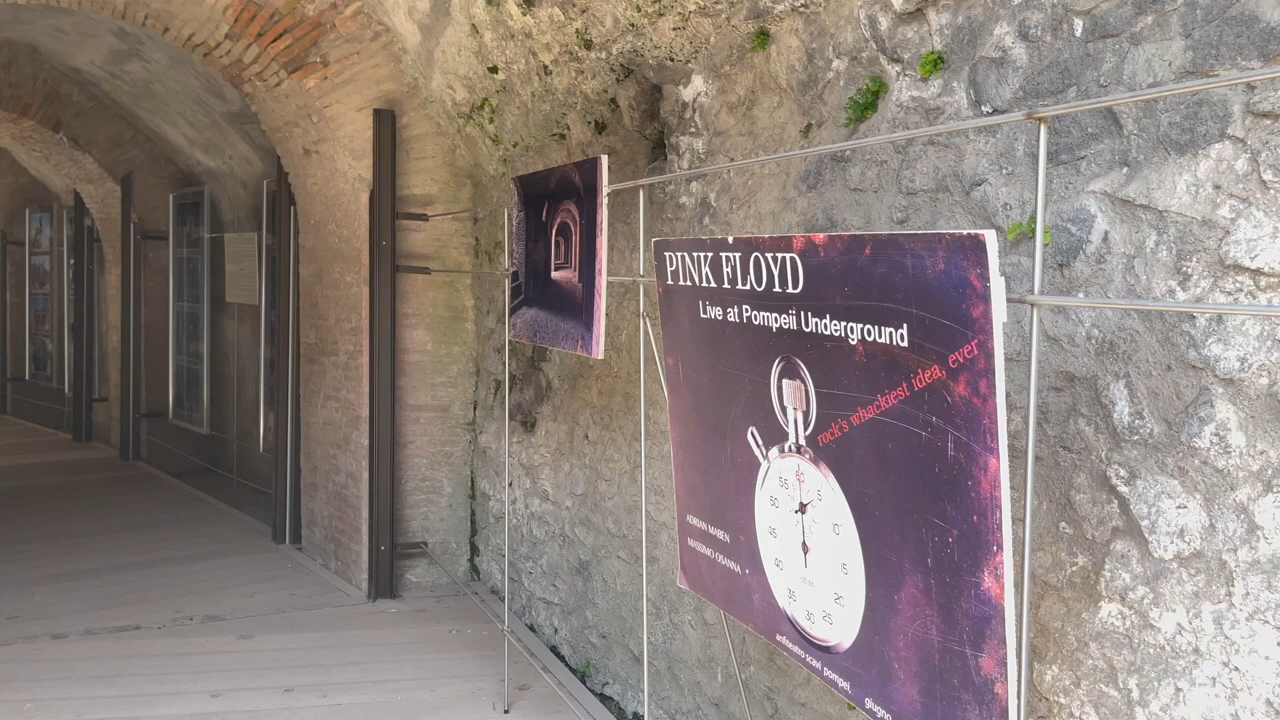 PINK FLOYD
Live at Pompeii Underground
rock's whackiest idea, ever
60
55
5
50
10
45
15
40
20
35
25
30
ADRIAN MABEN
MASSIMO OSANNA
anfiteatro scavi pompei,
giugno